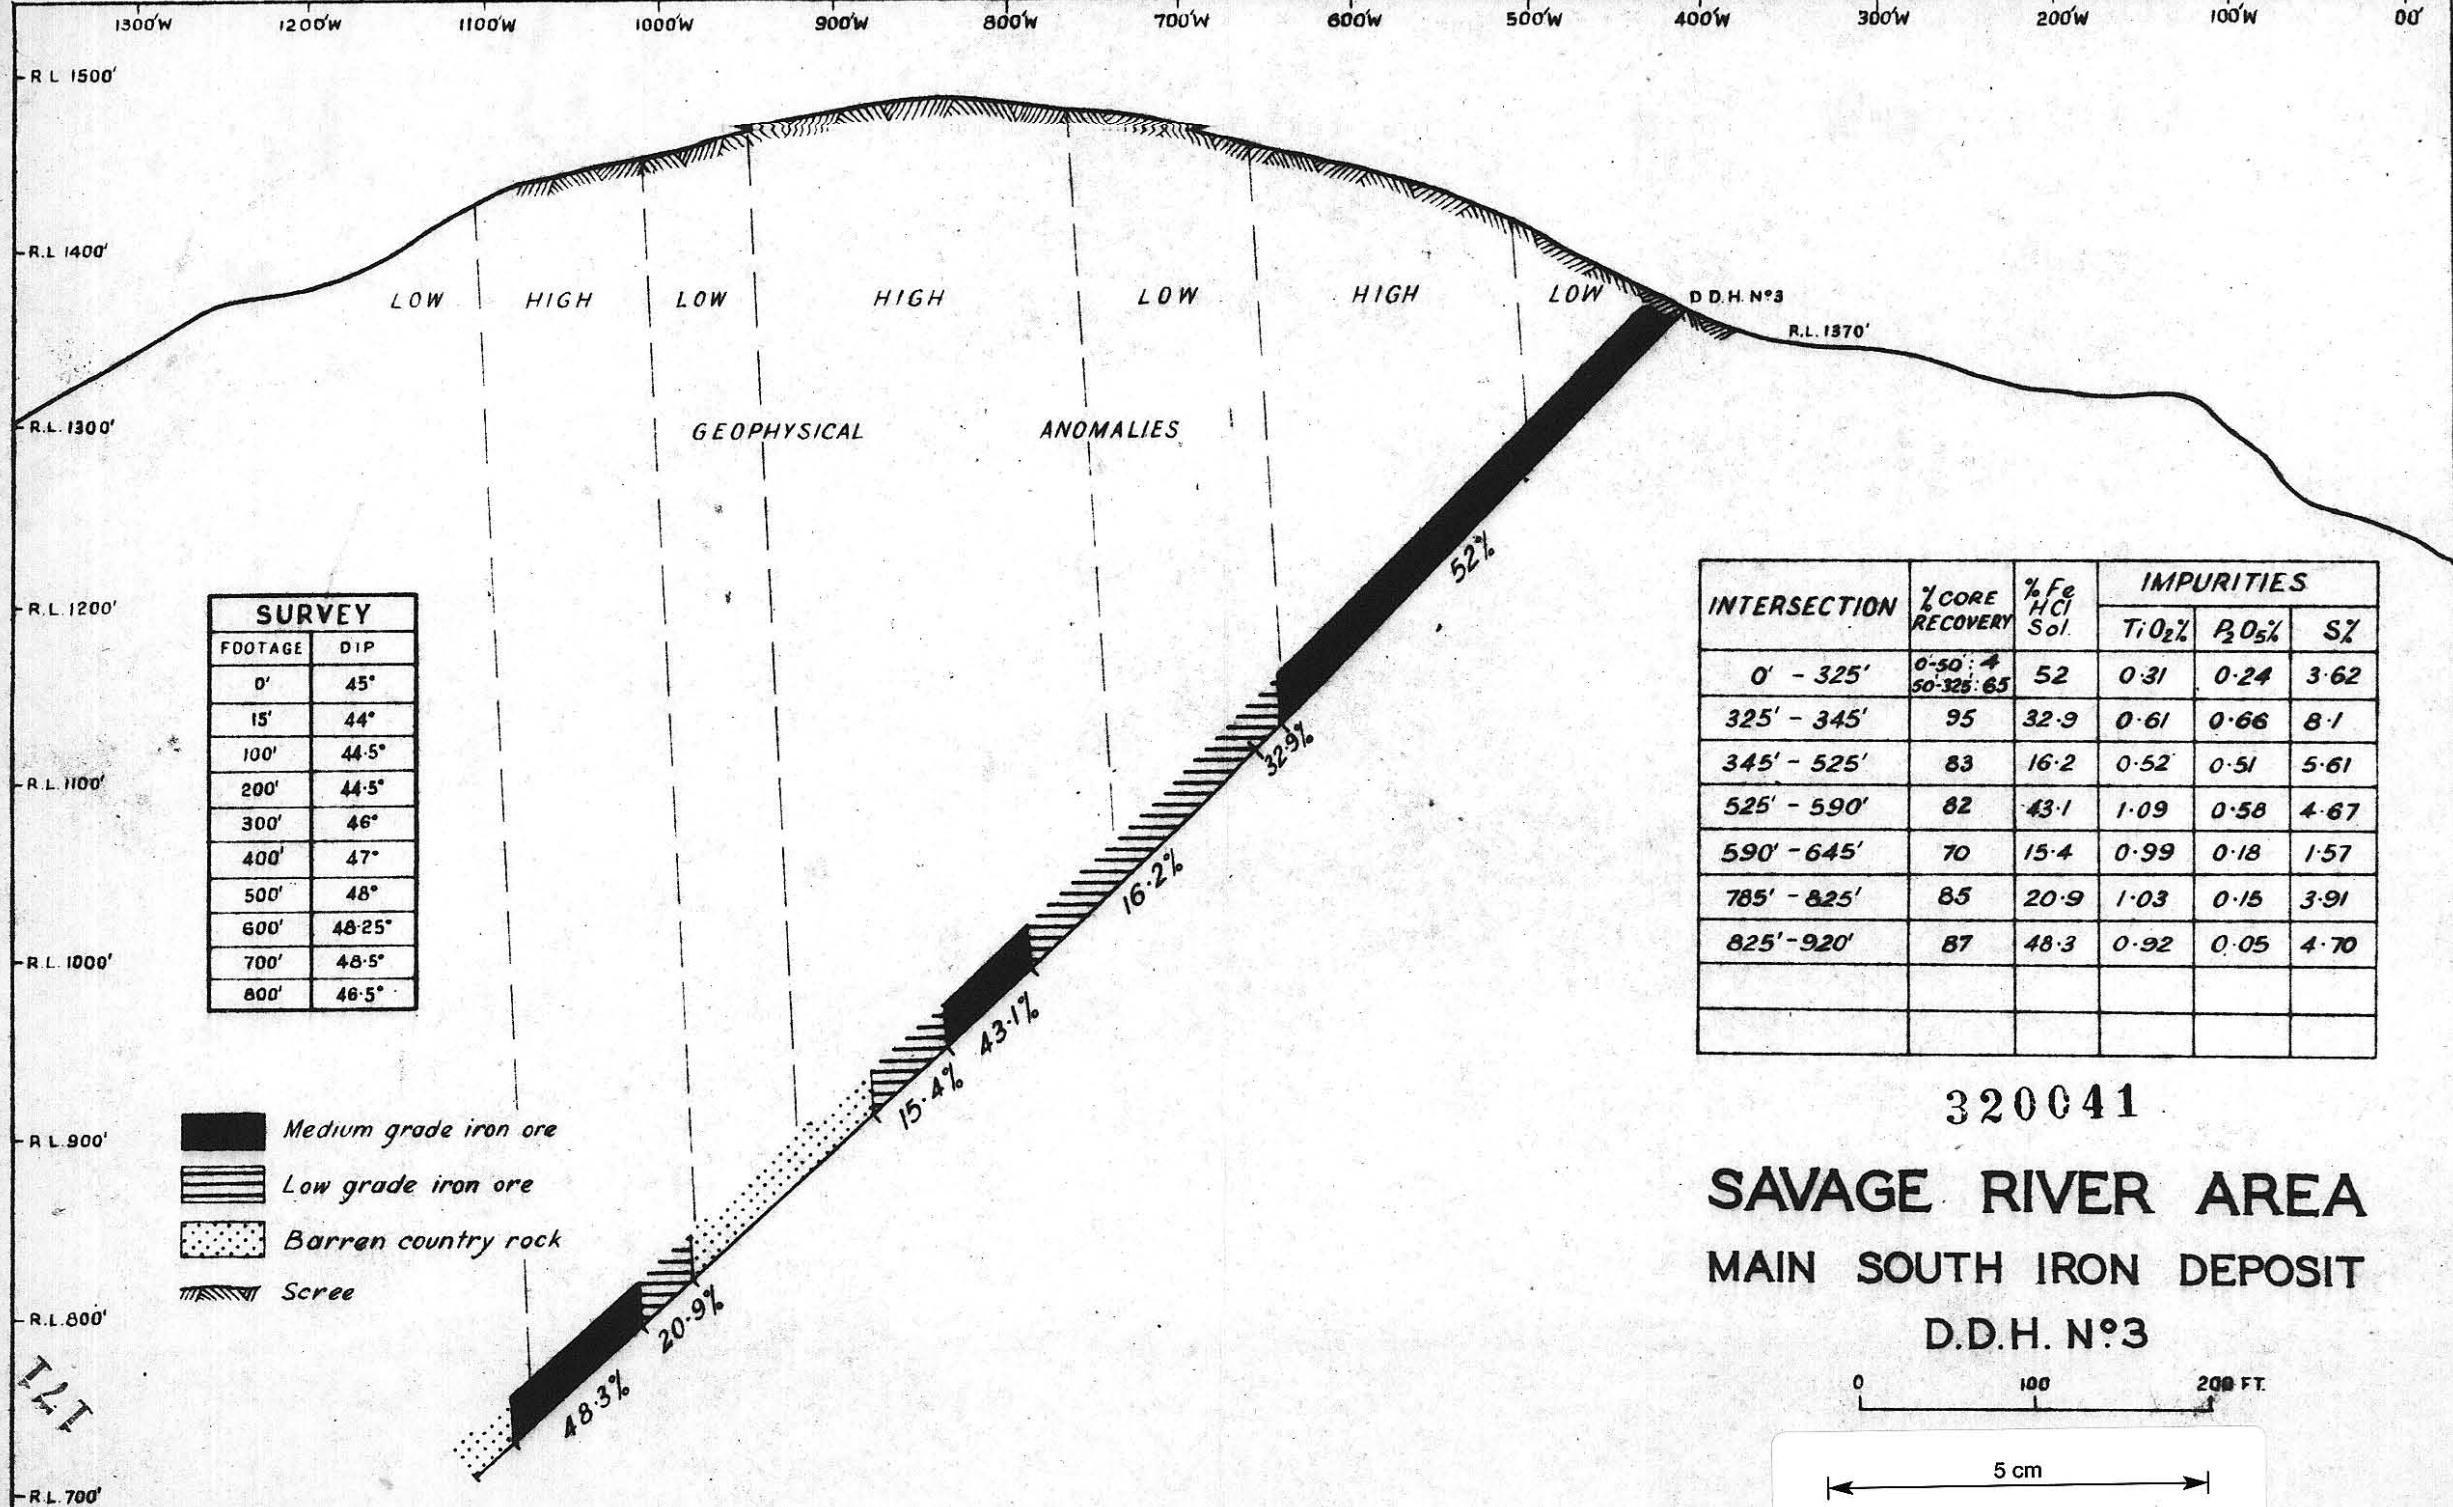 1300'W 1200'W 1100'W 1000'W 900'W 800'W 700'W 600'W 500'W 400'W 300'W 200'W 100'W 00'
R L 1500'
R.L 1400'
LOW HIGH LOW HIGH LOW HIGH LOW D D.H. Nº3
R.L. 1370'
R.L. 1300'
GEOPHYSICAL ANOMALIES
52%
R.L. 1200'
32.9%
R.L. 1100'
16.2%
R.L. 1000'
43.1%
15.4%
R L. 900'
20.9%
R.L. 800'
48.3%
R.L. 700'
SURVEY
FOOTAGE DIP
0' 45°
15' 44°
100' 44·5°
200' 44·5°
300' 46°
400' 47°
500' 48°
600' 48·25°
700' 48·5°
800' 46·5°
Medium grade iron ore
Low grade iron ore
Barren country rock
Scree
171
INTERSECTION % CORE RECOVERY % Fe HCl Sol. IMPURITIES
TiO₂% P₂O₅% S%
0' - 325' 0'-50': 4 50'-325': 65 52 0·31 0·24 3·62
325' - 345' 95 32·9 0·61 0·66 8·1
345' - 525' 83 16·2 0·52 0·51 5·61
525' - 590' 82 43·1 1·09 0·58 4·67
590' - 645' 70 15·4 0·99 0·18 1·57
785' - 825' 85 20·9 1·03 0·15 3·91
825' - 920' 87 48·3 0·92 0·05 4·70
320041
SAVAGE RIVER AREA
MAIN SOUTH IRON DEPOSIT
D.D.H. Nº3
0 100 200 FT.
5 cm